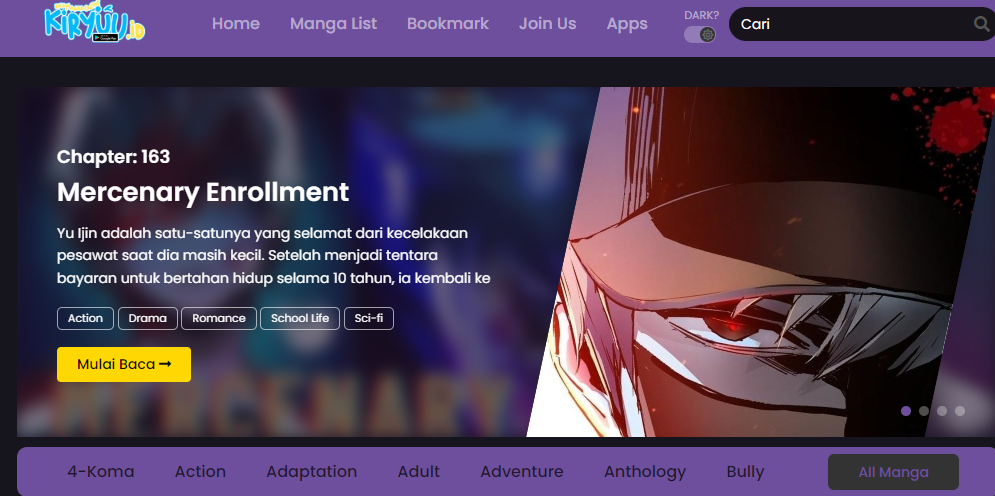 KIRYUU.ID
Home
Manga List
Bookmark
Join Us
Apps
DARK?
Cari
Chapter: 163
Mercenary Enrollment
Yu Ijin adalah satu-satunya yang selamat dari kecelakaan
pesawat saat dia masih kecil. Setelah menjadi tentara
bayaran untuk bertahan hidup selama 10 tahun, ia kembali ke
Action
Drama
Romance
School Life
Sci-fi
Mulai Baca
MERCENARY
4-Koma
Action
Adaptation
Adult
Adventure
Anthology
Bully
All Manga